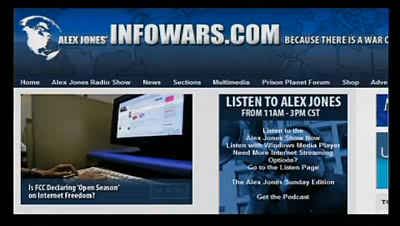 ALEX JONES' INFOWARS.COM BECAUSE THERE IS A WAR
Home Alex Jones Radio Show News Sections Multimedia Prison Planet Forum Shop
LISTEN TO ALEX JONES
FROM 11AM - 3PM CST
Listen to the
Alex Jones Show Now
Listen with Windows Media Player
Need More Internet Streaming
Options?
Go to the Listen Page
The Alex Jones Sunday Edition
Get the Podcast
Is FCC Declaring 'Open Season'
on Internet Freedom?